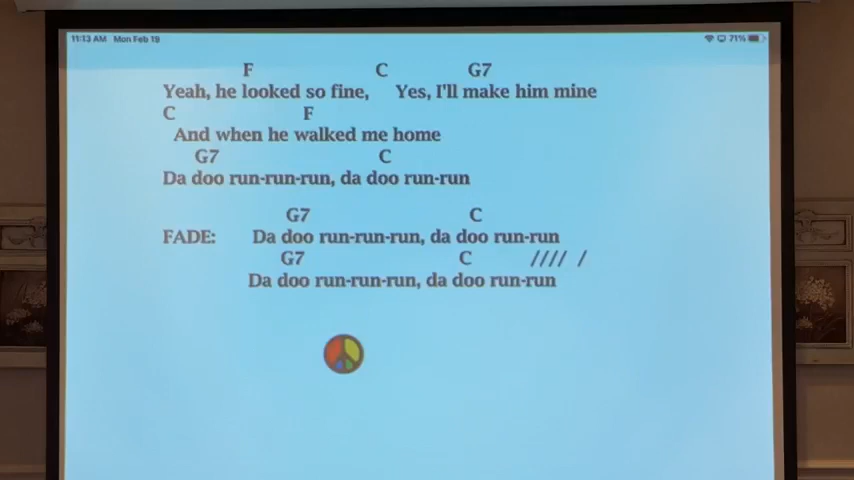 11:13 AM Mon Feb 19 71%
F C G7
Yeah, he looked so fine, Yes, I'll make him mine
C F
And when he walked me home
G7 C
Da doo run-run-run, da doo run-run
G7 C
FADE: Da doo run-run-run, da doo run-run
G7 C //// /
Da doo run-run-run, da doo run-run